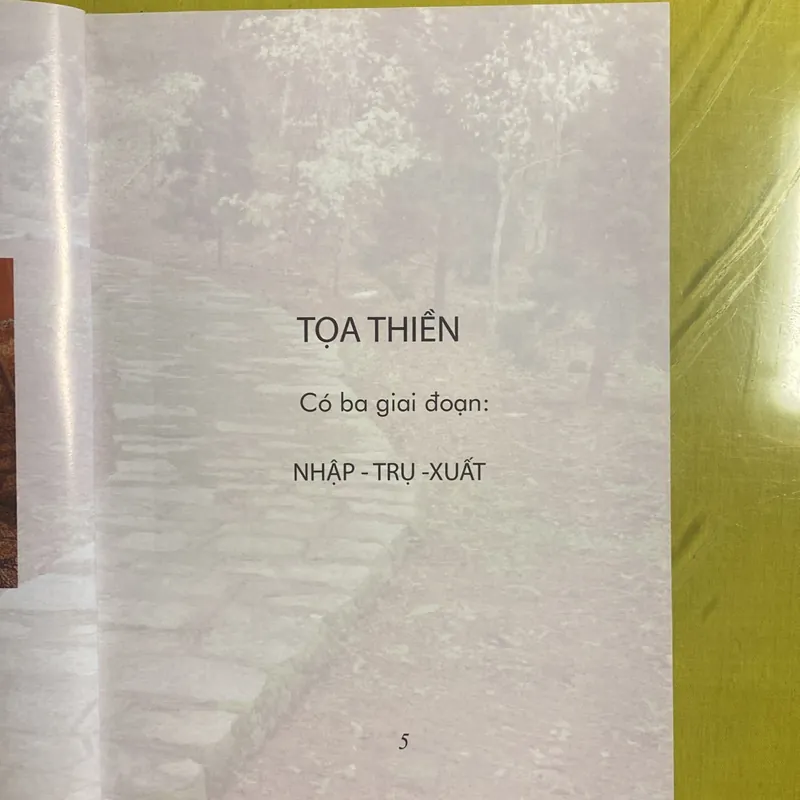 TỌA THIỀN
Có ba giai đoạn:
NHẬP - TRỤ -XUẤT
5